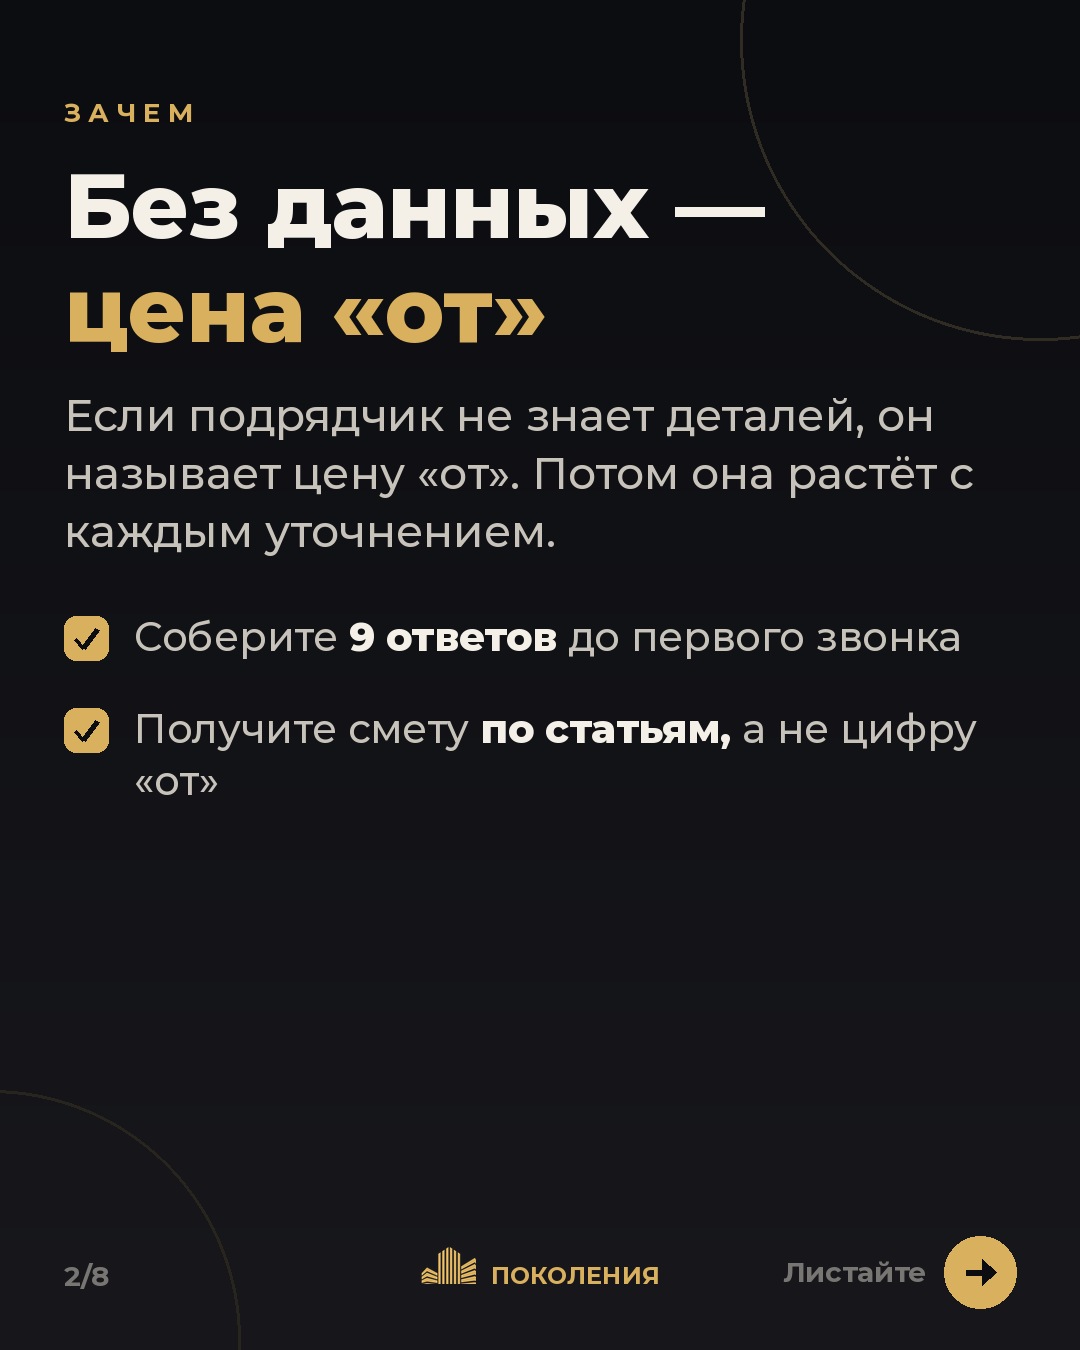 ЗАЧЕМ
Без данных —
цена «от»
Если подрядчик не знает деталей, он
называет цену «от». Потом она растёт с
каждым уточнением.
Соберите 9 ответов до первого звонка
Получите смету по статьям, а не цифру
«от»
2/8
ПОКОЛЕНИЯ
Листайте